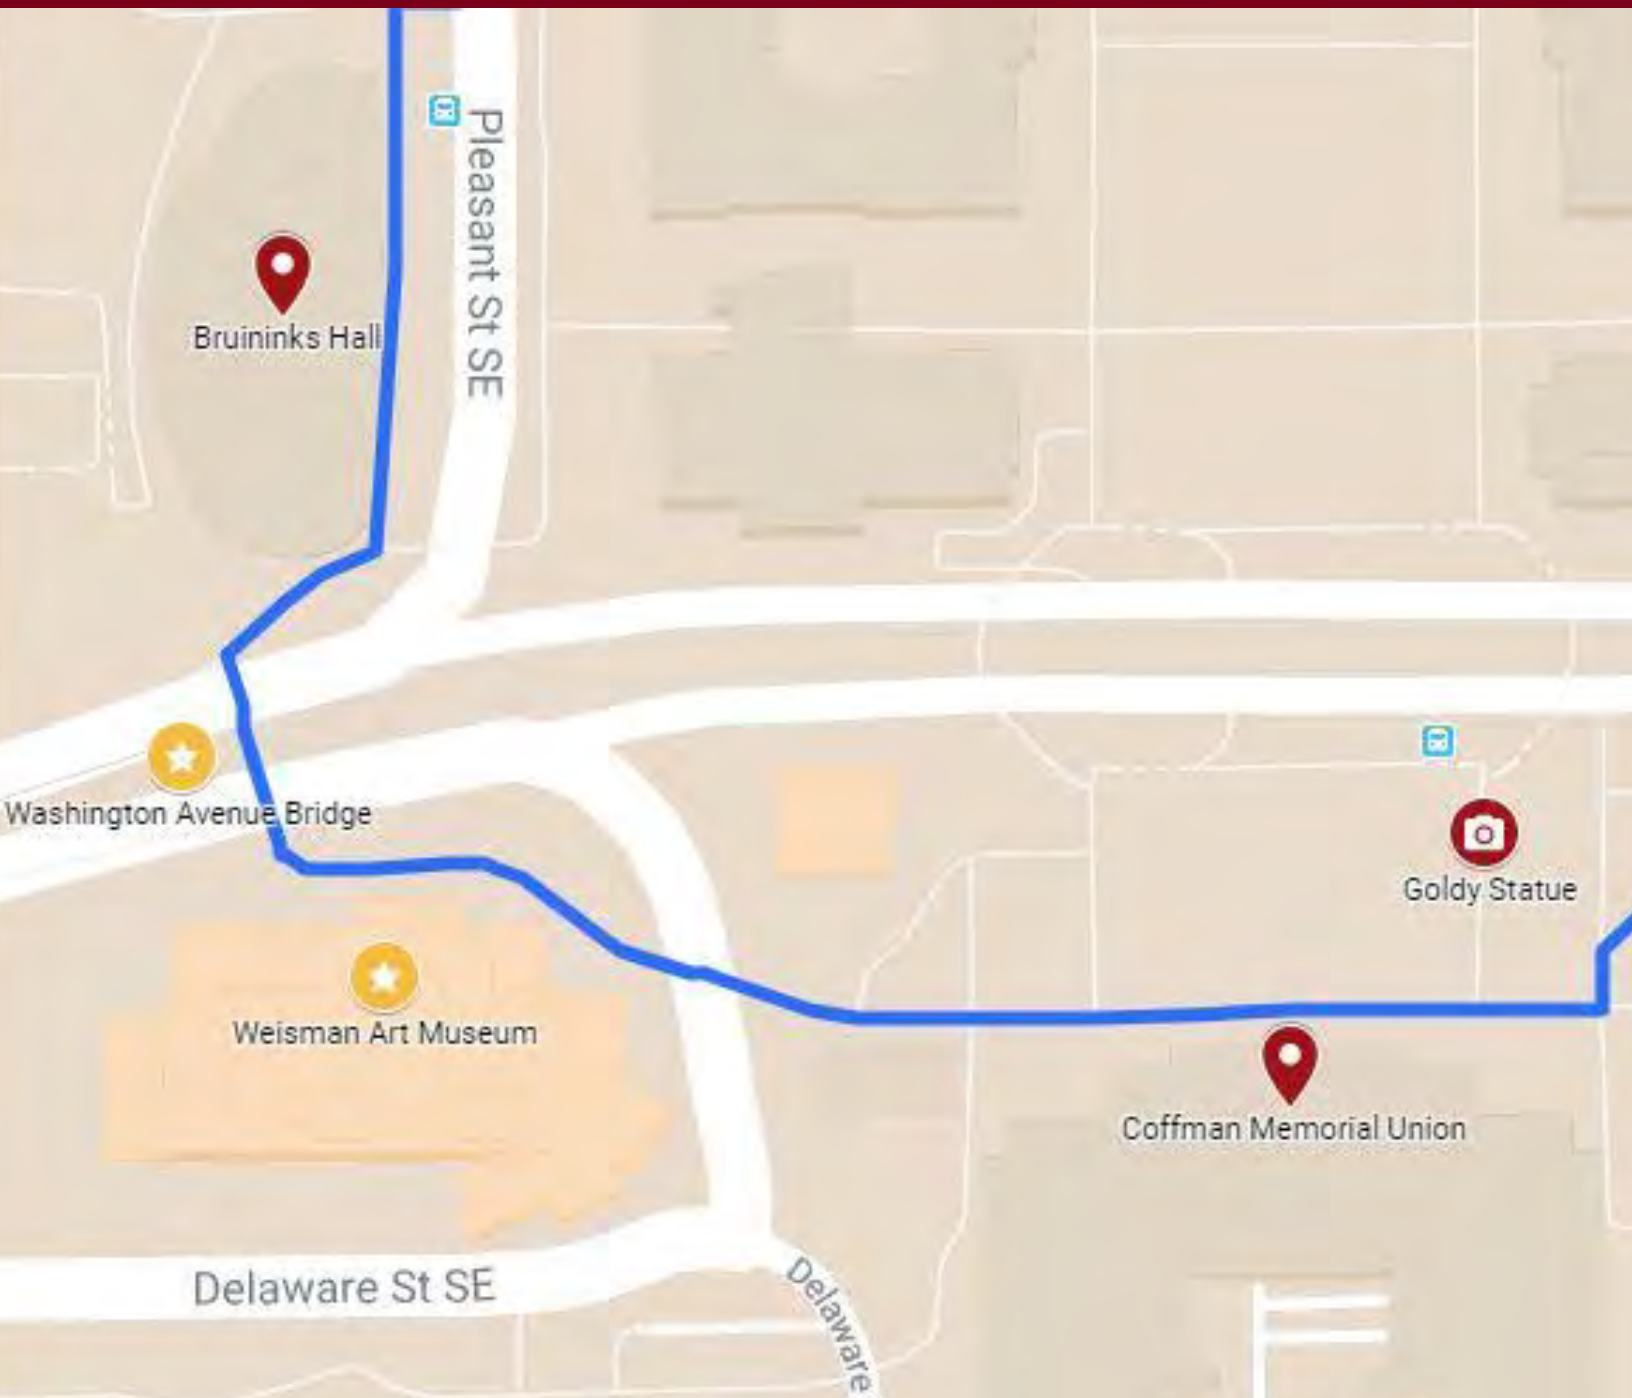 Pleasant St SE
Bruininks Hall
Washington Avenue Bridge
Goldy Statue
Weisman Art Museum
Coffman Memorial Union
Delaware St SE
Delaware